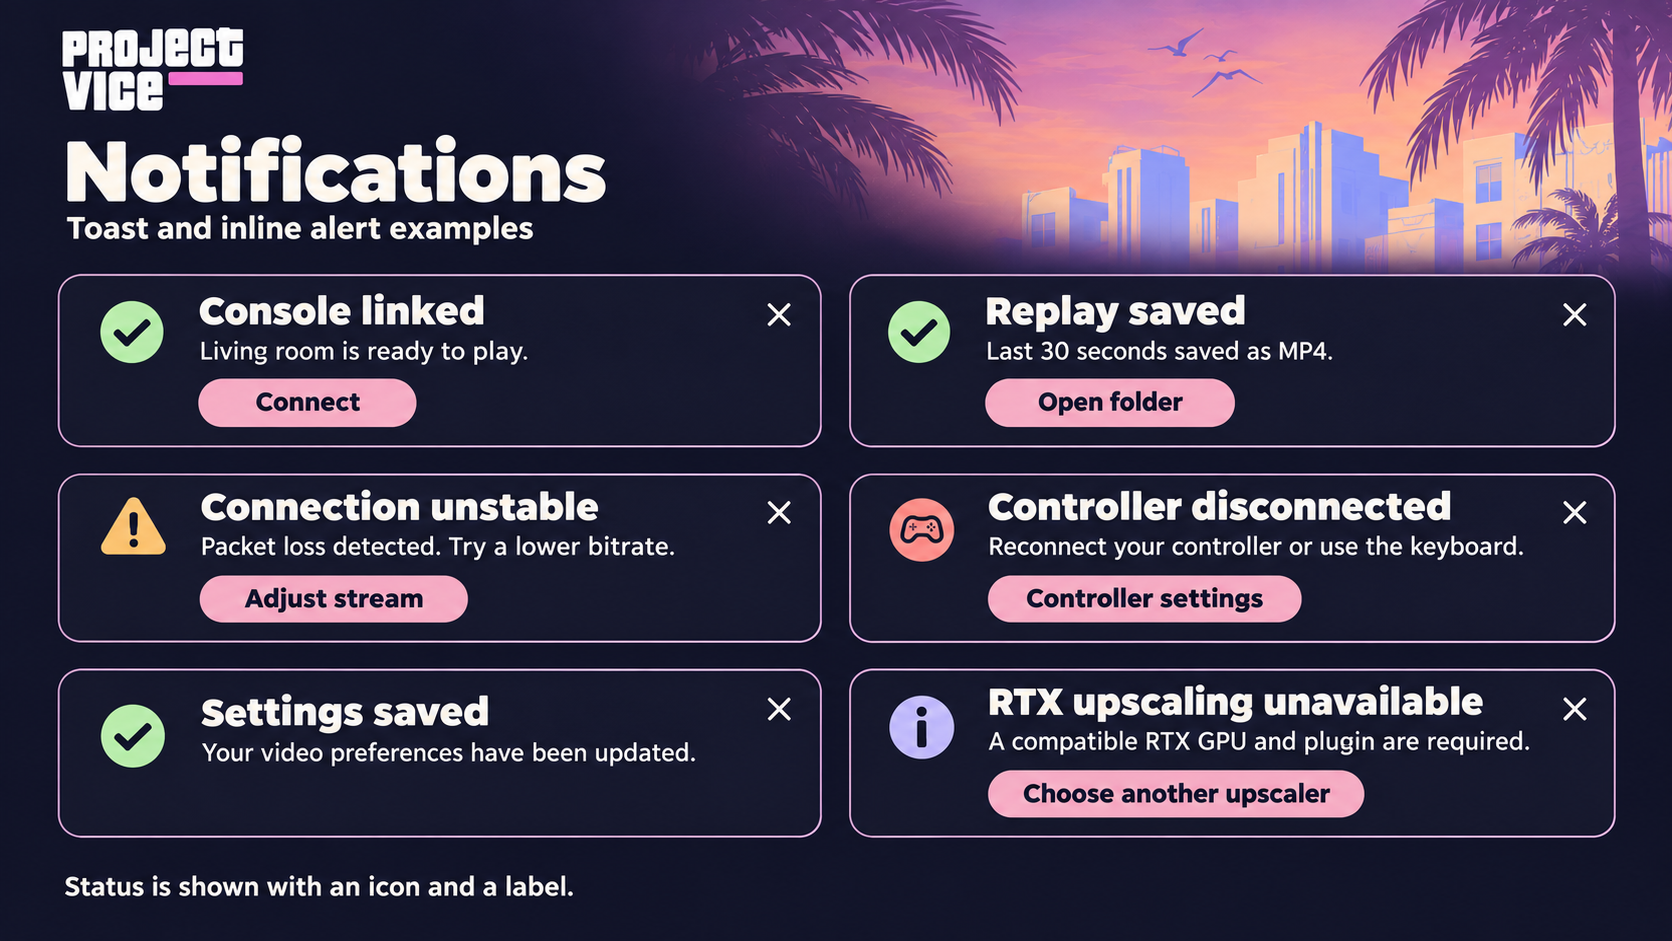 PROJECT
VICE
Notifications
Toast and inline alert examples
Console linked
Living room is ready to play.
Connect
Replay saved
Last 30 seconds saved as MP4.
Open folder
Connection unstable
Packet loss detected. Try a lower bitrate.
Adjust stream
Controller disconnected
Reconnect your controller or use the keyboard.
Controller settings
Settings saved
Your video preferences have been updated.
RTX upscaling unavailable
A compatible RTX GPU and plugin are required.
Choose another upscaler
Status is shown with an icon and a label.